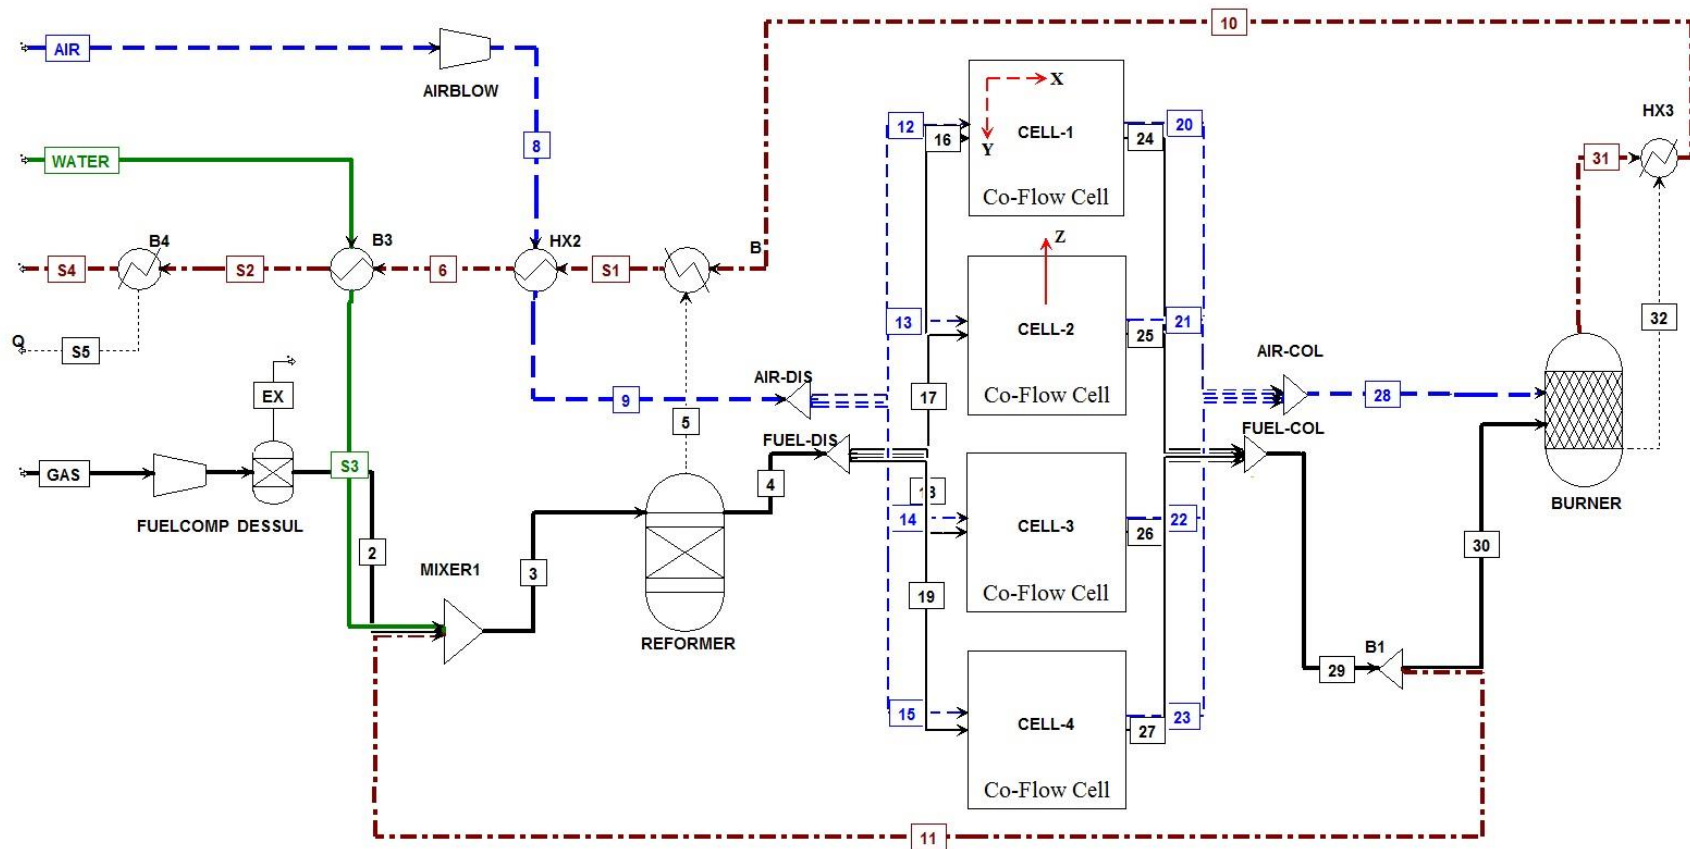 10
AIR
AIRBLOW
HX3
12
16
X
Y
CELL-1
Co-Flow Cell
24
20
8
WATER
31
B4
B3
HX2
B
Z
S4
S2
6
S1
13
CELL-2
Co-Flow Cell
25
21
32
Q
S5
AIR-COL
AIR-DIS
EX
9
17
28
5
FUEL-DIS
FUEL-COL
GAS
S3
4
18
BURNER
FUELCOMP DESSUL
14
CELL-3
Co-Flow Cell
26
22
2
MIXER1
3
30
19
REFORMER
B1
29
15
CELL-4
Co-Flow Cell
27
23
11